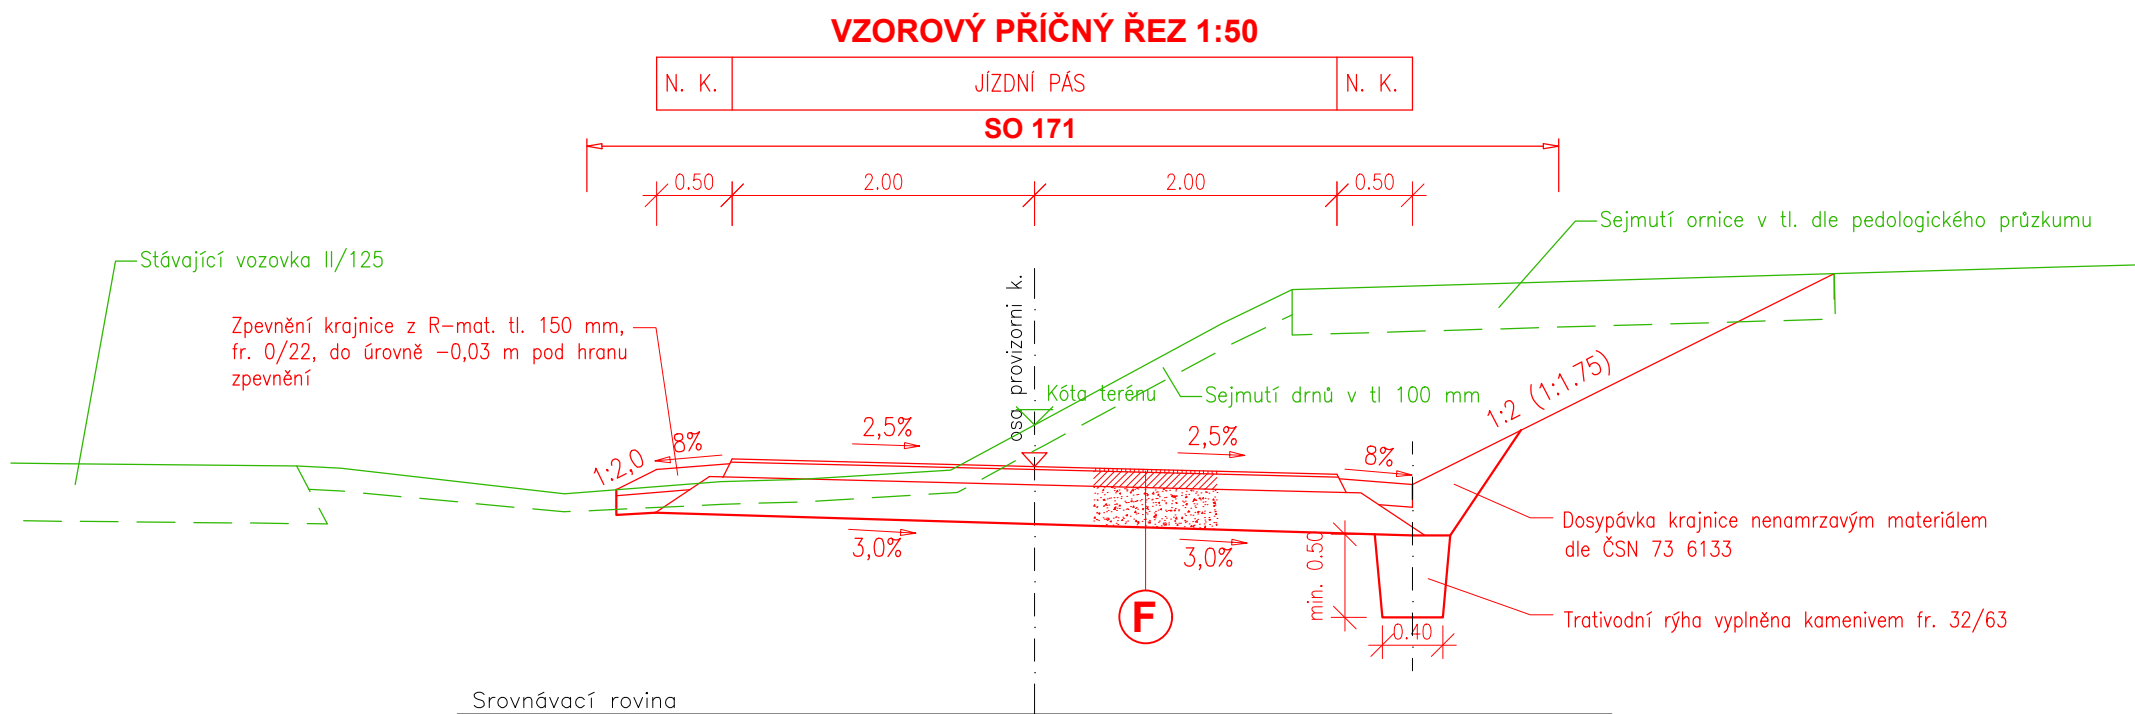 VZOROVÝ PŘÍČNÝ ŘEZ 1:50
N. K.
JÍZDNÍ PÁS
N. K.
SO 171
0.50
2.00
2.00
0.50
Sejmutí ornice v tl. dle pedologického průzkumu
Stávající vozovka II/125
osa provizorni k.
Zpevnění krajnice z R-mat. tl. 150 mm,
fr. 0/22, do úrovně -0,03 m pod hranu
zpevnění
Kóta terénu
Sejmutí drnů v tl 100 mm
1:2 (1:1.75)
1:2,0
8%
2,5%
2,5%
8%
3,0%
3,0%
min. 0.50
Dosypávka krajnice nenamrzavým materiálem
dle ČSN 73 6133
F
Trativodní rýha vyplněna kamenivem fr. 32/63
0.40
Srovnávací rovina